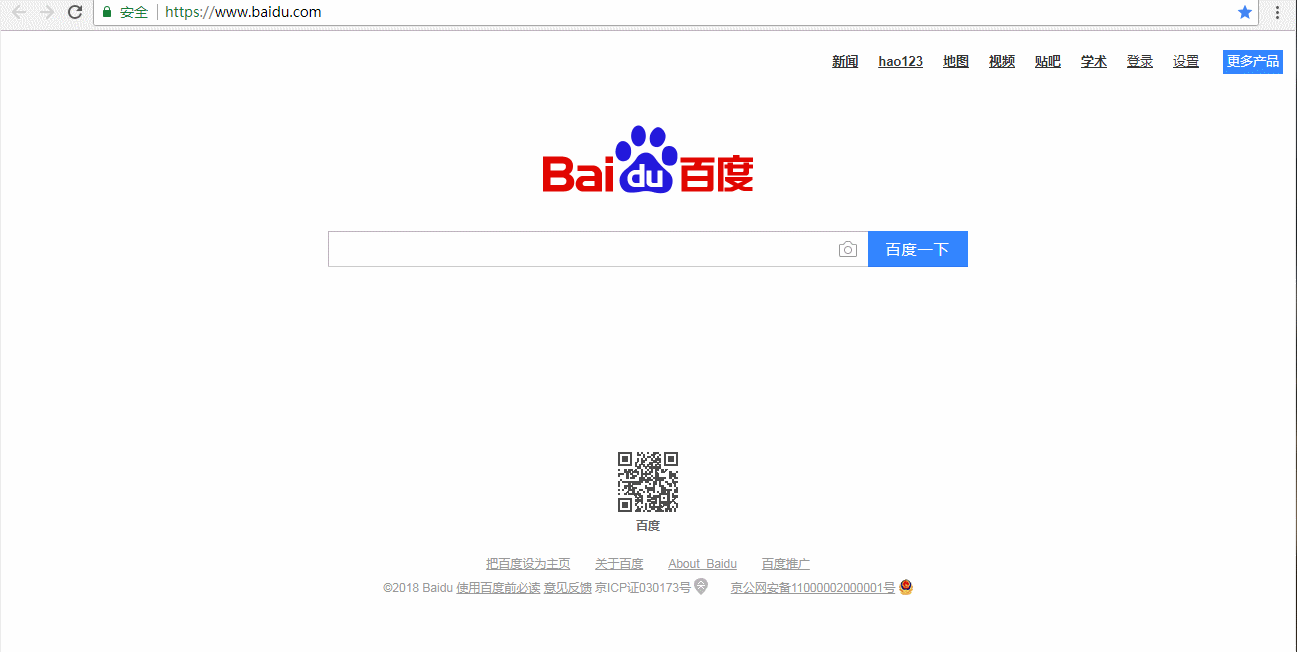 安全 https://www.baidu.com
新闻 hao123 地图 视频 贴吧 学术 登录 设置 更多产品
Bai du 百度
百度一下
百度
把百度设为主页 关于百度 About Baidu 百度推广
©2018 Baidu 使用百度前必读 意见反馈 京ICP证030173号 京公网安备11000002000001号